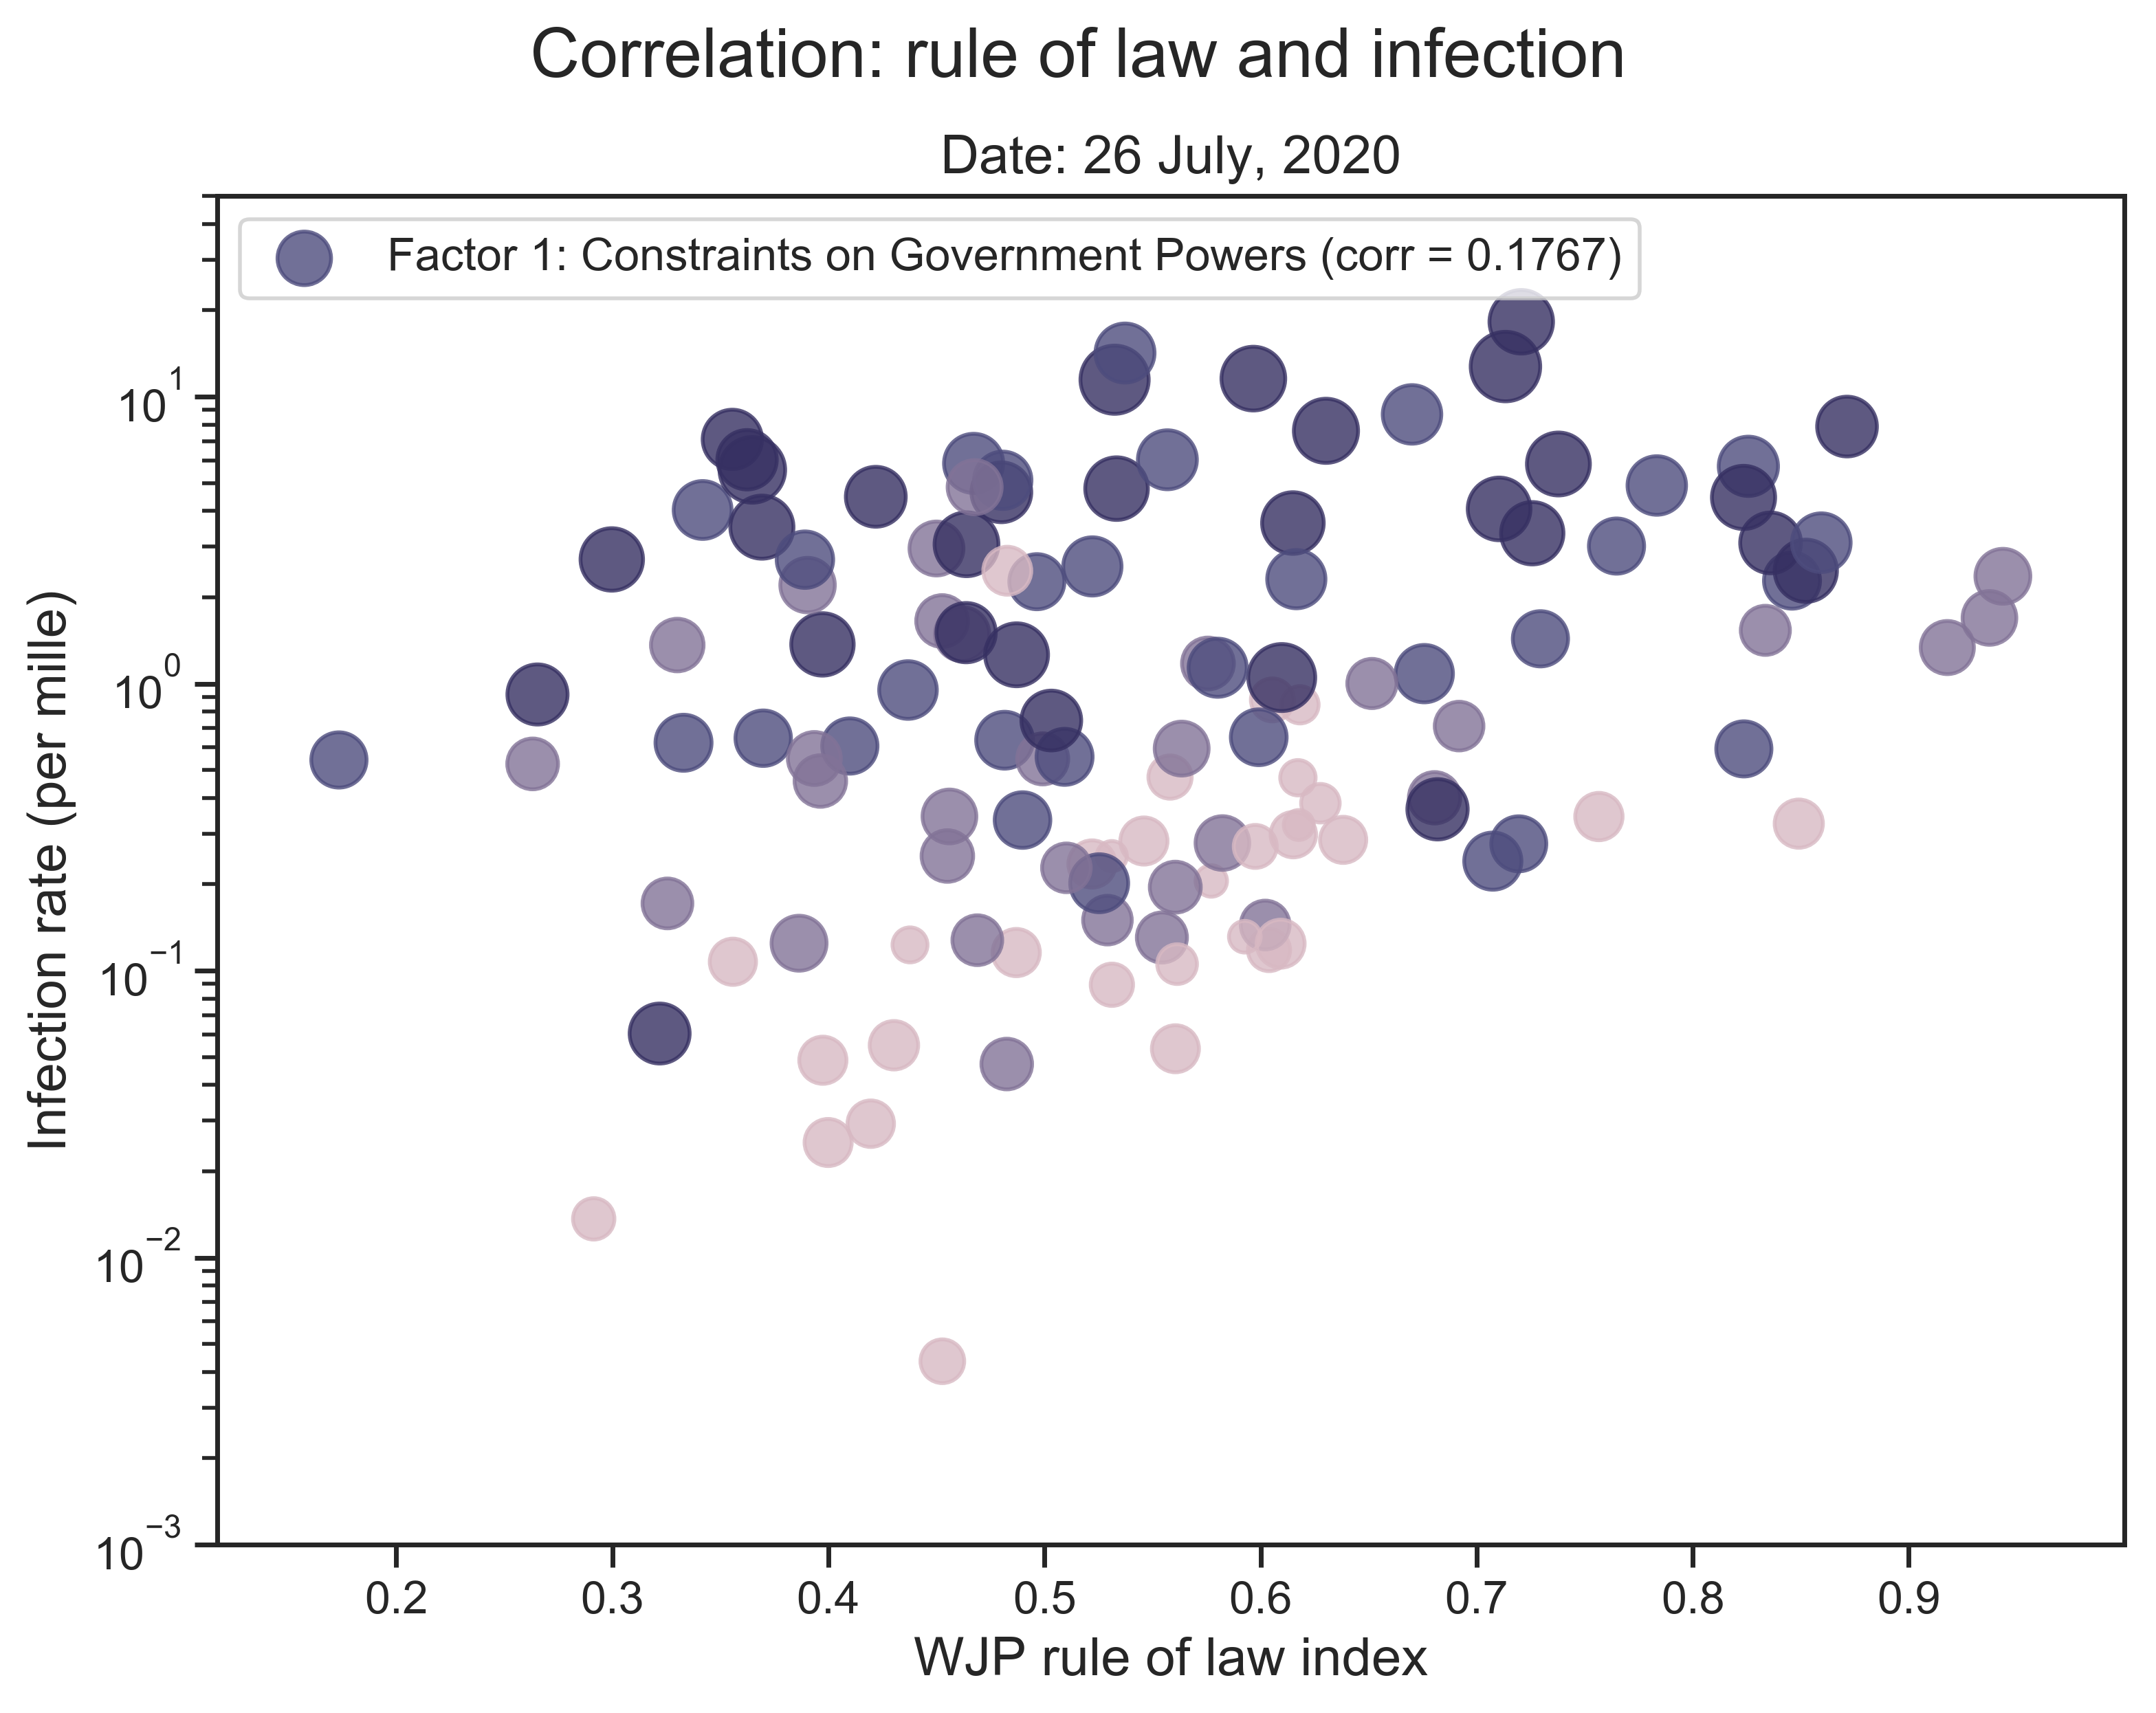 Correlation: rule of law and infection
Date: 26 July, 2020
Factor 1: Constraints on Government Powers (corr = 0.1767)
Infection rate (per mille)
10^1
10^0
10^−1
10^−2
10^−3
0.2 0.3 0.4 0.5 0.6 0.7 0.8 0.9
WJP rule of law index